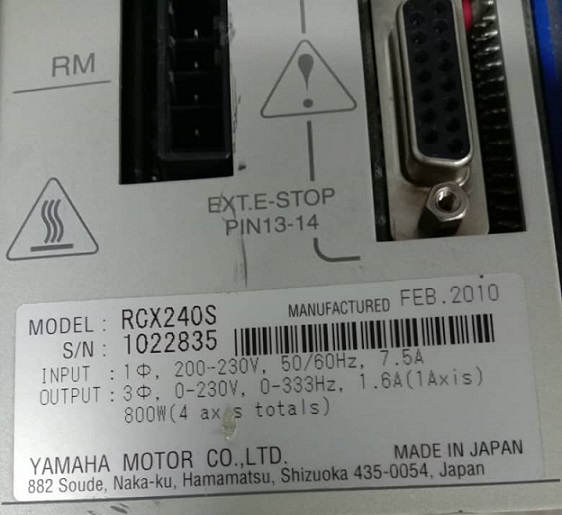 RM
EXT.E-STOP
PIN13-14
MODEL : RCX240S MANUFACTURED FEB.2010
S/N : 1022835
INPUT : 1Φ, 200-230V, 50/60Hz, 7.5A
OUTPUT : 3Φ, 0-230V, 0-333Hz, 1.6A(1Axis)
800W(4 axis totals)
YAMAHA MOTOR CO.,LTD. MADE IN JAPAN
882 Soude, Naka-ku, Hamamatsu, Shizuoka 435-0054, Japan